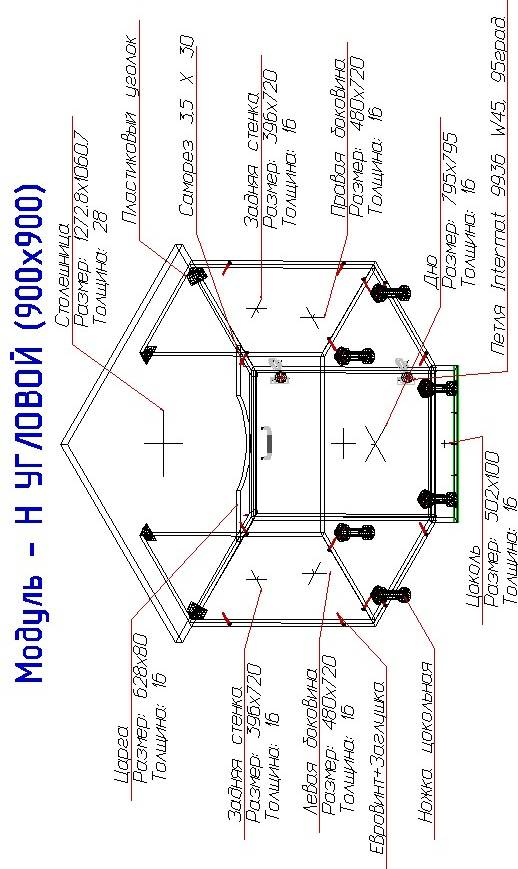 Модуль - Н УГЛОВОЙ (900x900)
Столешница
Размер: 1272.8x1060.7
Толщина: 28
Пластиковый уголок
Саморез 3.5 X 30
Задняя стенка
Размер: 396x720
Толщина: 16
Правая боковина
Размер: 480x720
Толщина: 16
Дно
Размер: 795x795
Толщина: 16
Петля Intermat 9936 W45, 95град.
Царга
Размер: 628x80
Толщина: 16
Задняя стенка
Размер: 396x720
Толщина: 16
Левая боковина
Размер: 480x720
Толщина: 16
Евровинт+Заглушка
Ножка цокольная
Цоколь
Размер: 502x100
Толщина: 16